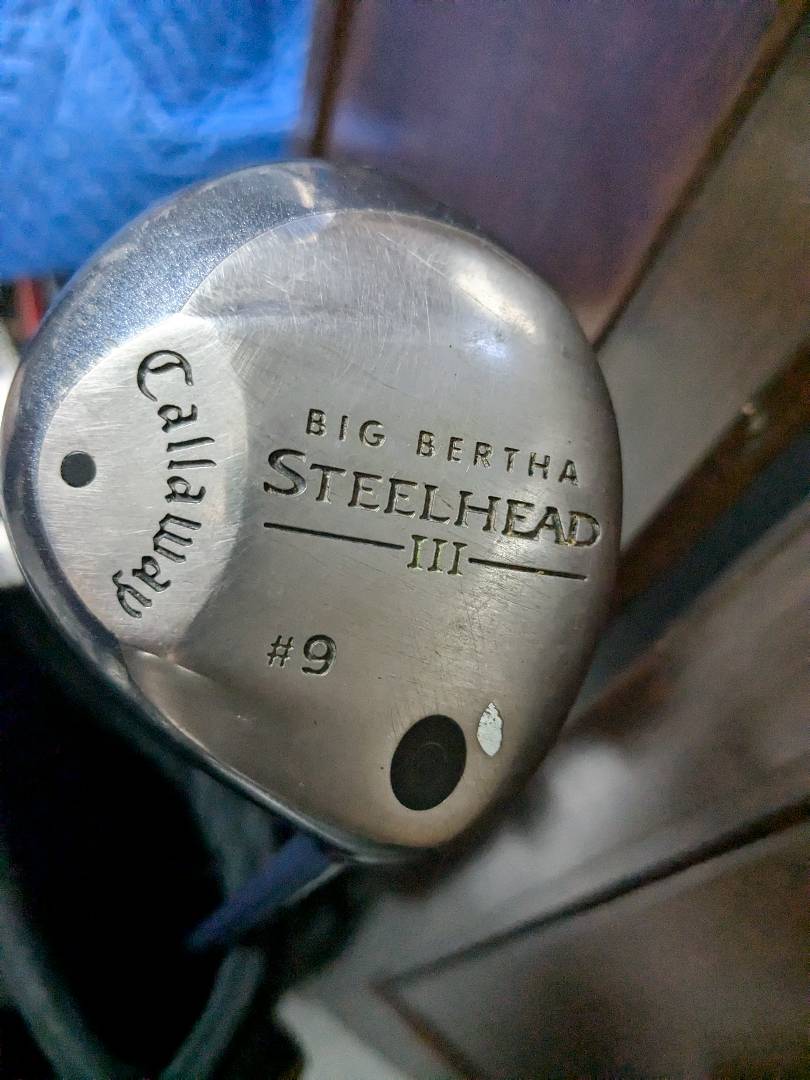 Callaway
BIG BERTHA
STEELHEAD
III
#9